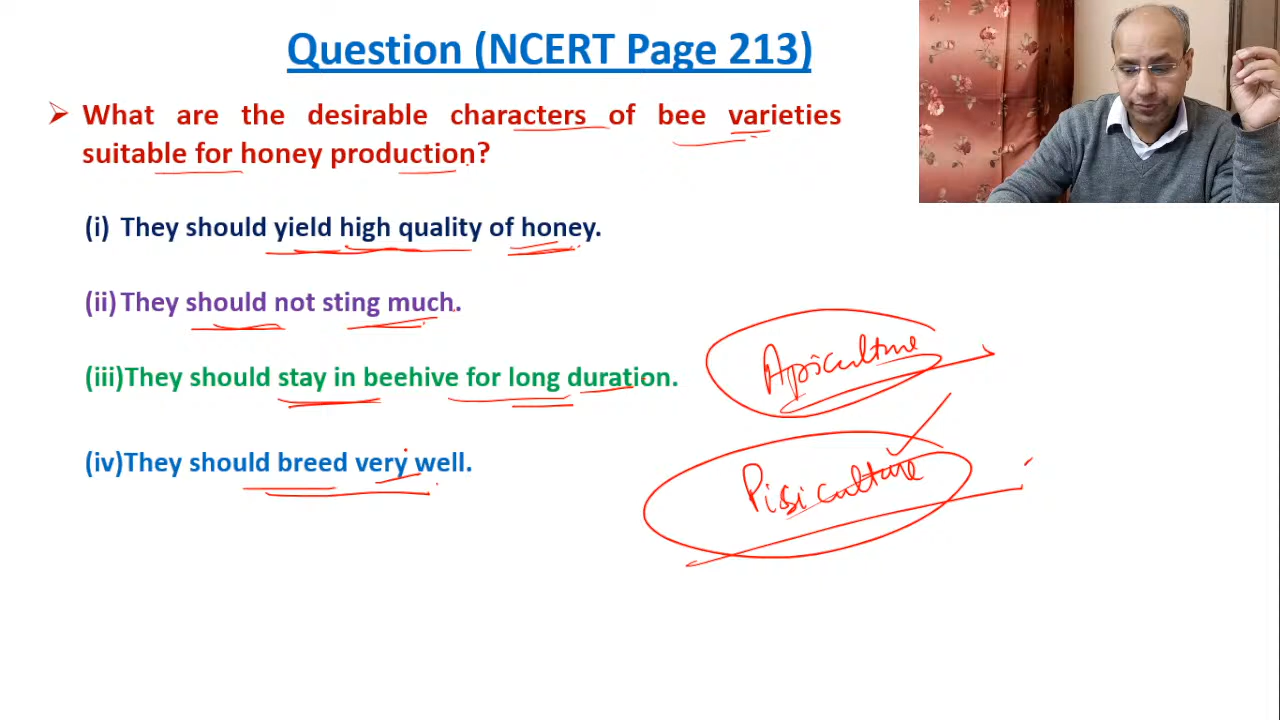 Question (NCERT Page 213)
➢ What are the desirable characters of bee varieties
suitable for honey production?
(i) They should yield high quality of honey.
(ii) They should not sting much.
(iii)They should stay in beehive for long duration.
(iv)They should breed very well.
Apiculture
Pisiculture